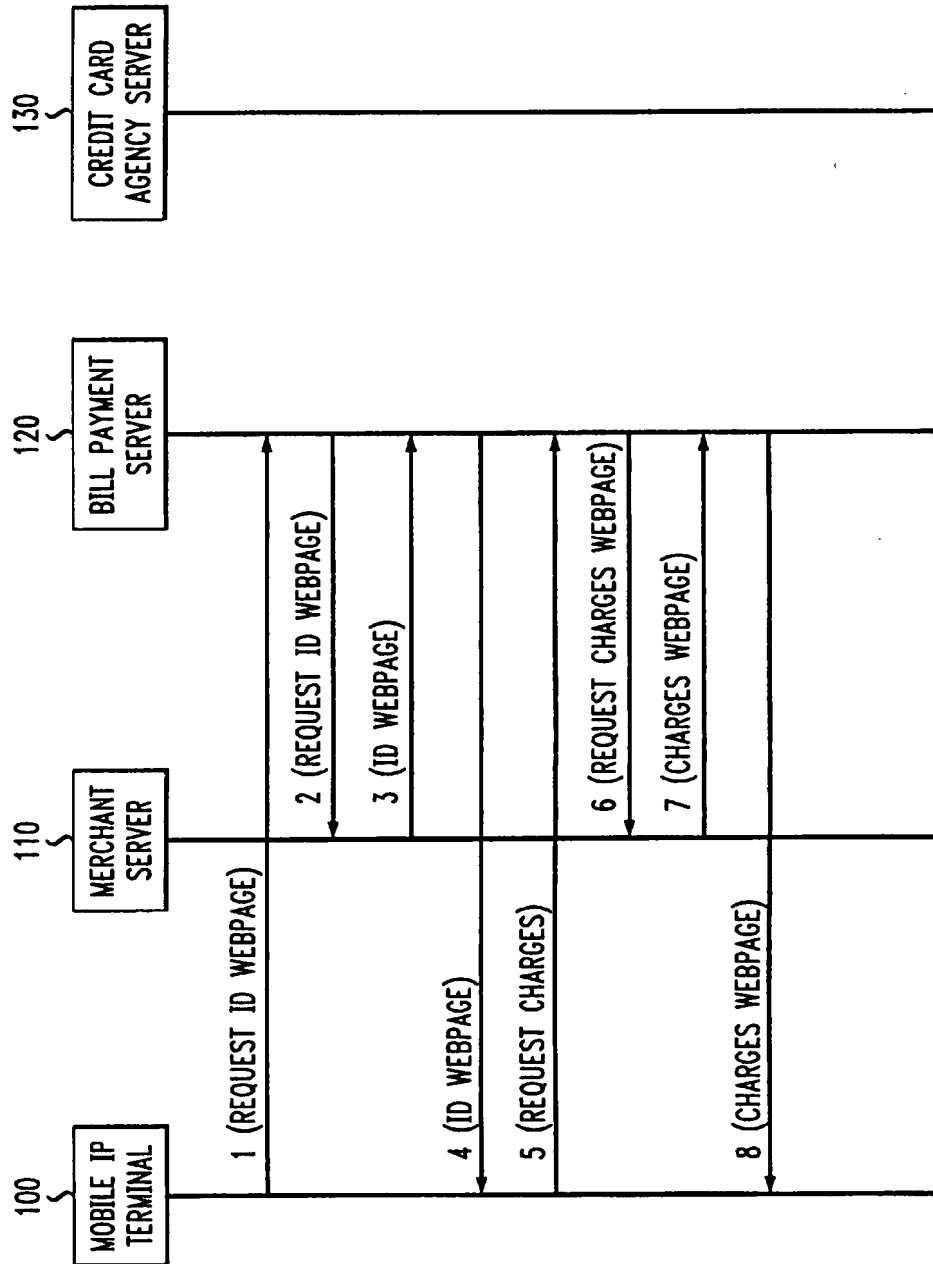 100
MOBILE IP
TERMINAL
110
MERCHANT
SERVER
120
BILL PAYMENT
SERVER
130
CREDIT CARD
AGENCY SERVER
1 (REQUEST ID WEBPAGE)
2 (REQUEST ID WEBPAGE)
3 (ID WEBPAGE)
4 (ID WEBPAGE)
5 (REQUEST CHARGES)
6 (REQUEST CHARGES WEBPAGE)
7 (CHARGES WEBPAGE)
8 (CHARGES WEBPAGE)